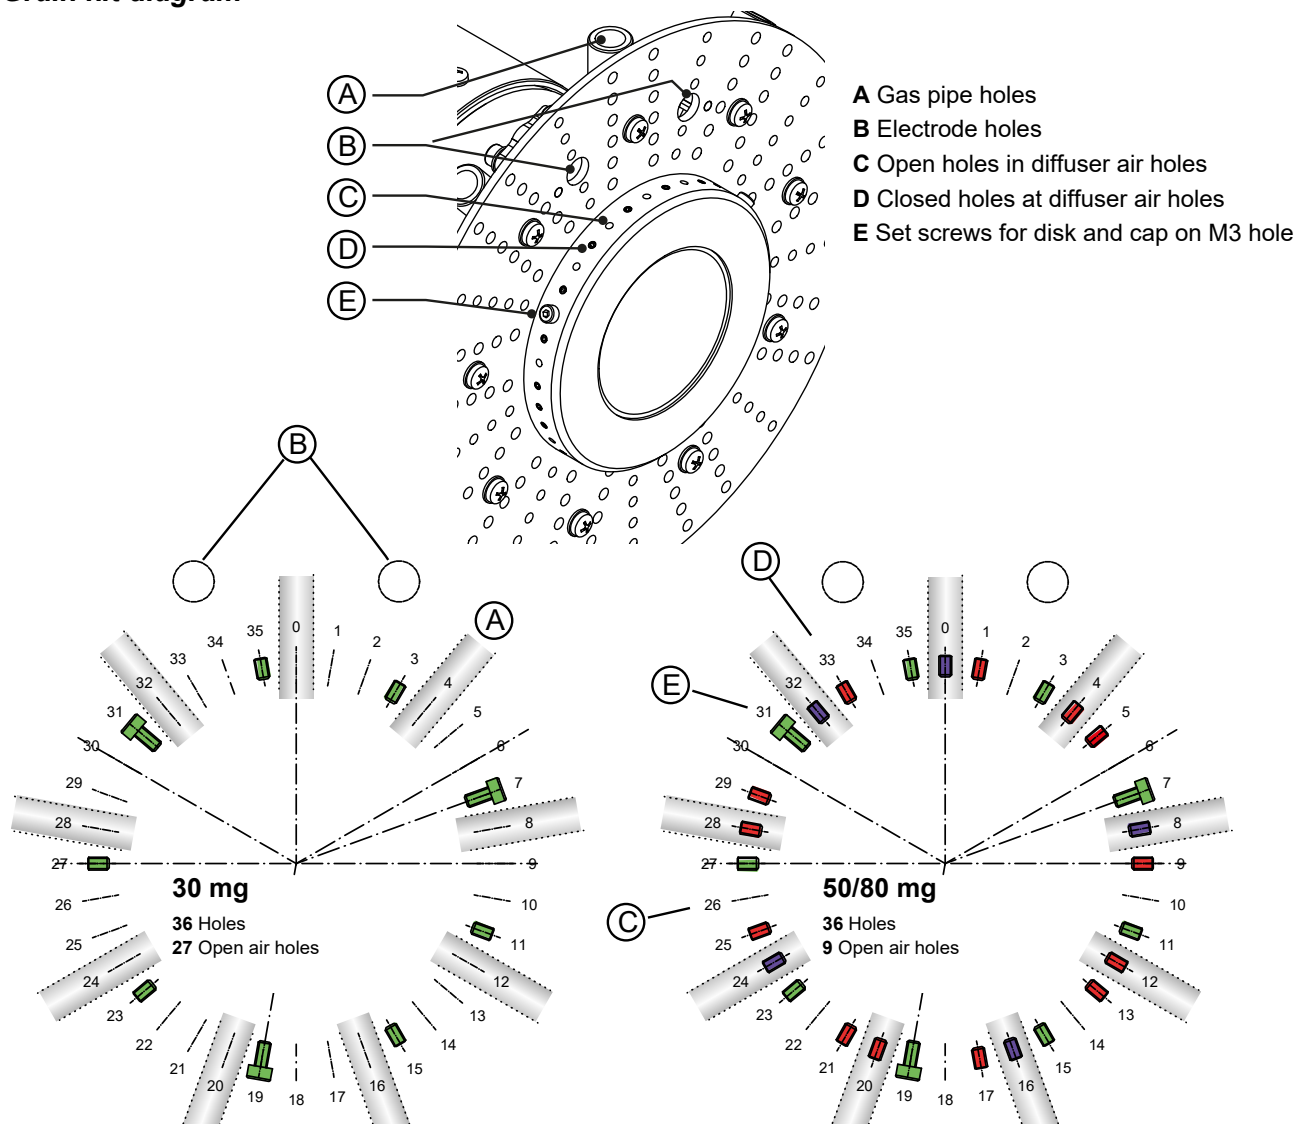 A
B
C
D
E
A Gas pipe holes
B Electrode holes
C Open holes in diffuser air holes
D Closed holes at diffuser air holes
E Set screws for disk and cap on M3 hole
B
A
D
E
C
33 34 35 0 1 2 3
32 4
31 5
30 6
29 7
28 8
27 9
26 10
25 11
24 12
23 13
22 14
21 15
20 19 18 17 16
30 mg
36 Holes
27 Open air holes
33 34 35 0 1 2 3
32 4
31 5
30 6
29 7
28 8
27 9
26 10
25 11
24 12
23 13
22 14
21 15
20 19 18 17 16
50/80 mg
36 Holes
9 Open air holes